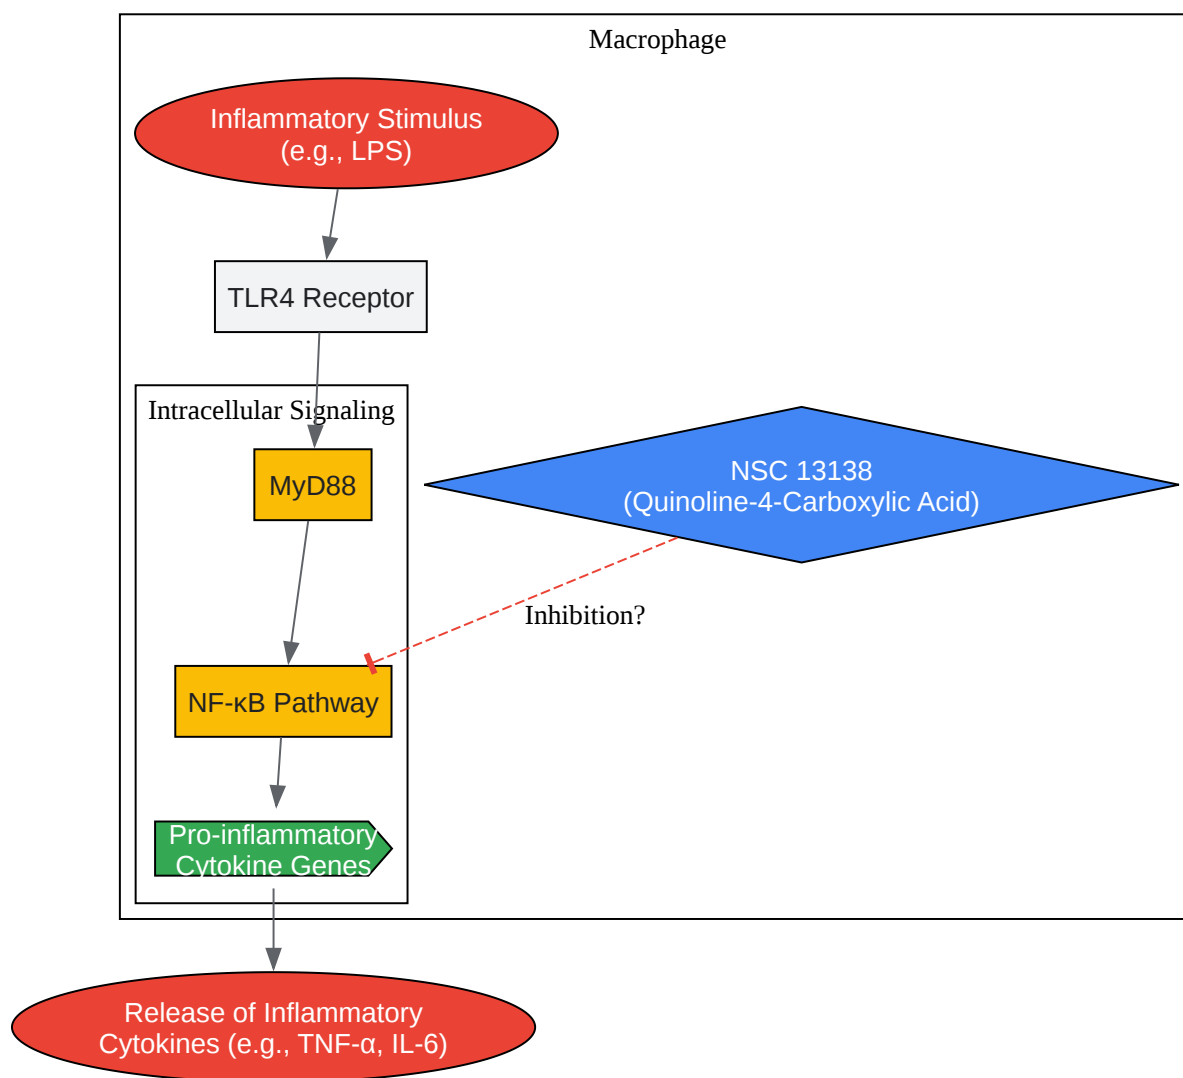 Macrophage
Inflammatory Stimulus
(e.g., LPS)
TLR4 Receptor
Intracellular Signaling
MyD88
NSC 13138
(Quinoline-4-Carboxylic Acid)
Inhibition?
NF-κB Pathway
Pro-inflammatory
Cytokine Genes
Release of Inflammatory
Cytokines (e.g., TNF-α, IL-6)